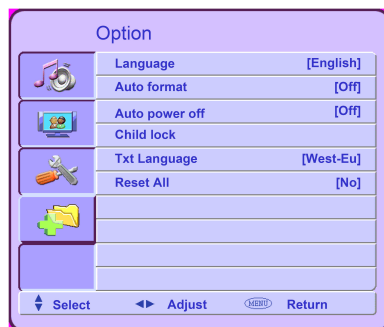 Option
Language [English]
Auto format [Off]
Auto power off [Off]
Child lock
Txt Language [West-Eu]
Reset All [No]
Select Adjust MENU Return